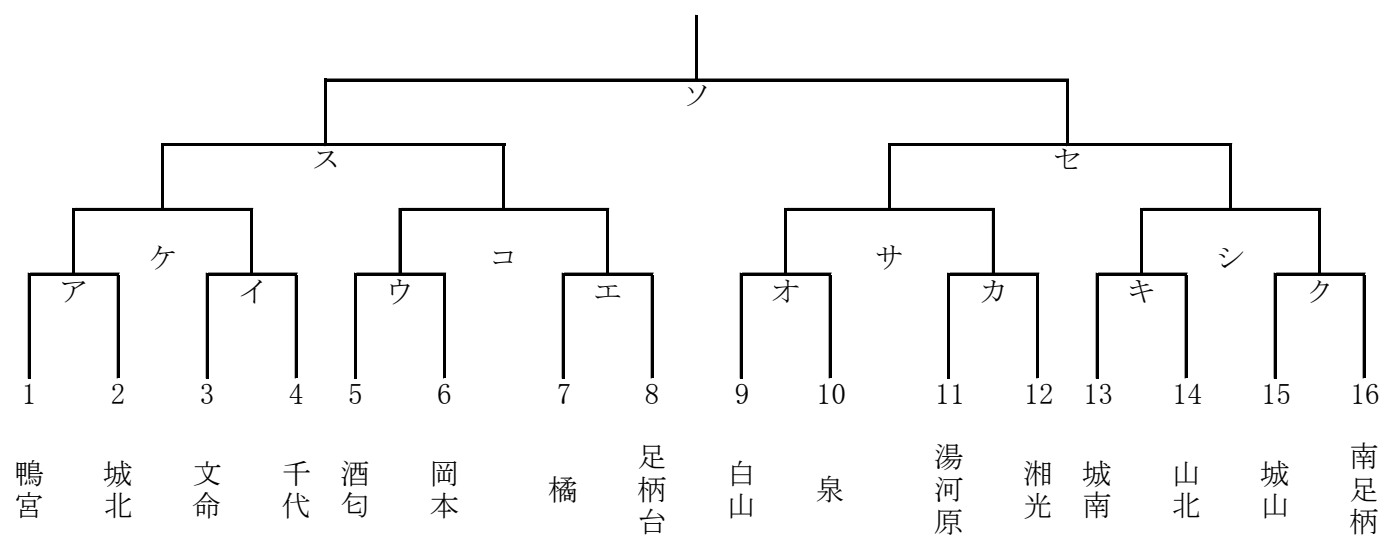 ソ
ス セ
ケ コ サ シ
ア イ ウ エ オ カ キ ク
1 2 3 4 5 6 7 8 9 10 11 12 13 14 15 16
鴨宮 城北 文命 千代 酒匂 岡本 橘 足柄台 白山 泉 湯河原 湘光 城南 山北 城山 南足柄